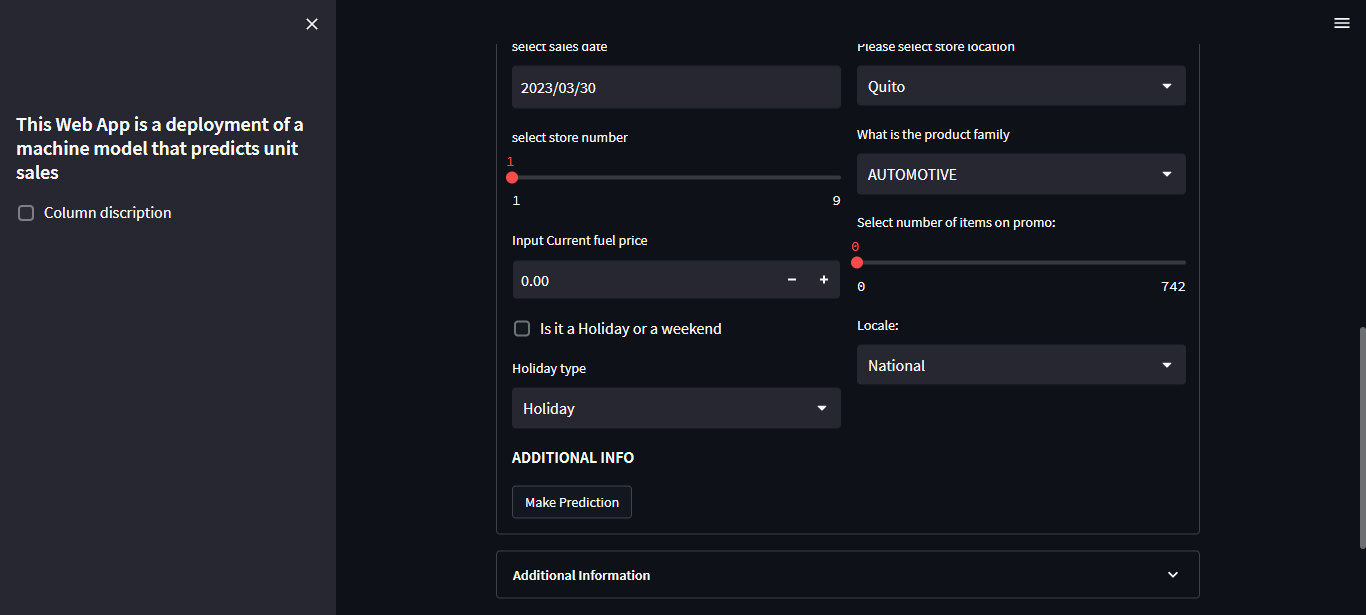 This Web App is a deployment of a
machine model that predicts unit
sales
Column discription
select sales date
2023/03/30
select store number
1
1 9
Input Current fuel price
0.00
Is it a Holiday or a weekend
Holiday type
Holiday
ADDITIONAL INFO
Make Prediction
Please select store location
Quito
What is the product family
AUTOMOTIVE
Select number of items on promo:
0
0 742
Locale:
National
Additional Information